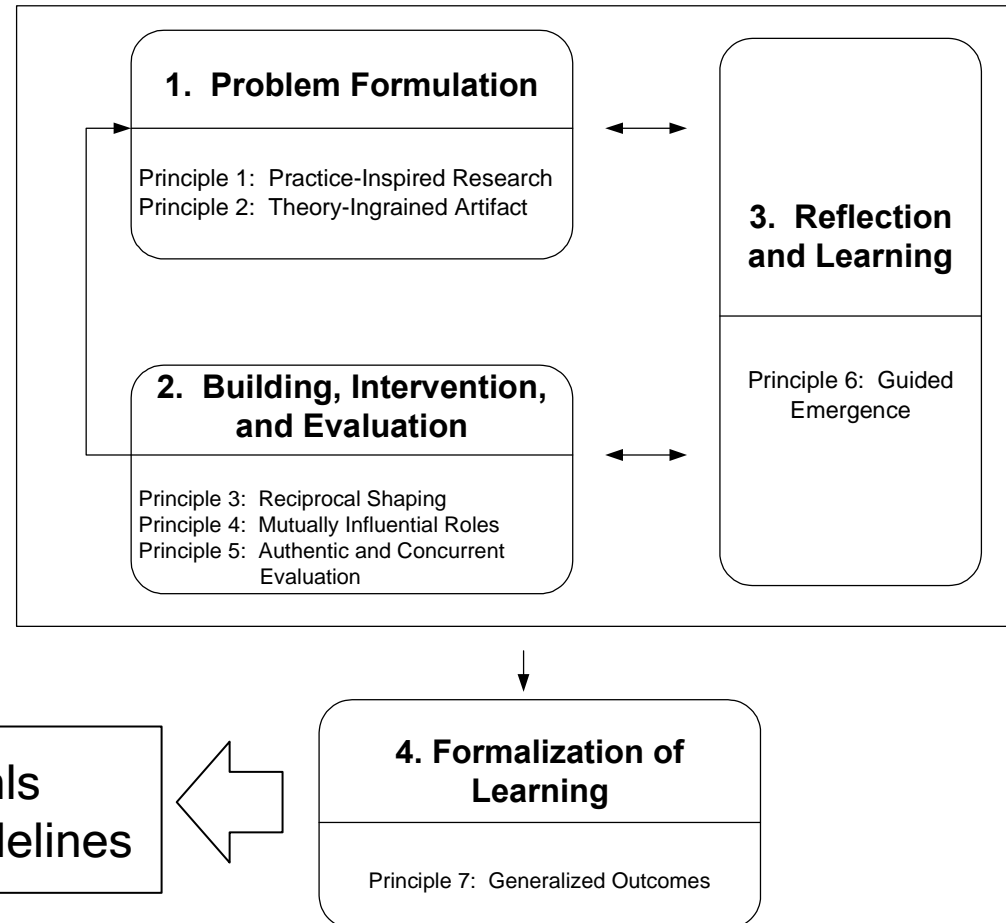 1. Problem Formulation
Principle 1: Practice-Inspired Research
Principle 2: Theory-Ingrained Artifact
2. Building, Intervention,
and Evaluation
Principle 3: Reciprocal Shaping
Principle 4: Mutually Influential Roles
Principle 5: Authentic and Concurrent
Evaluation
3. Reflection
and Learning
Principle 6: Guided
Emergence
4. Formalization of
Learning
Principle 7: Generalized Outcomes